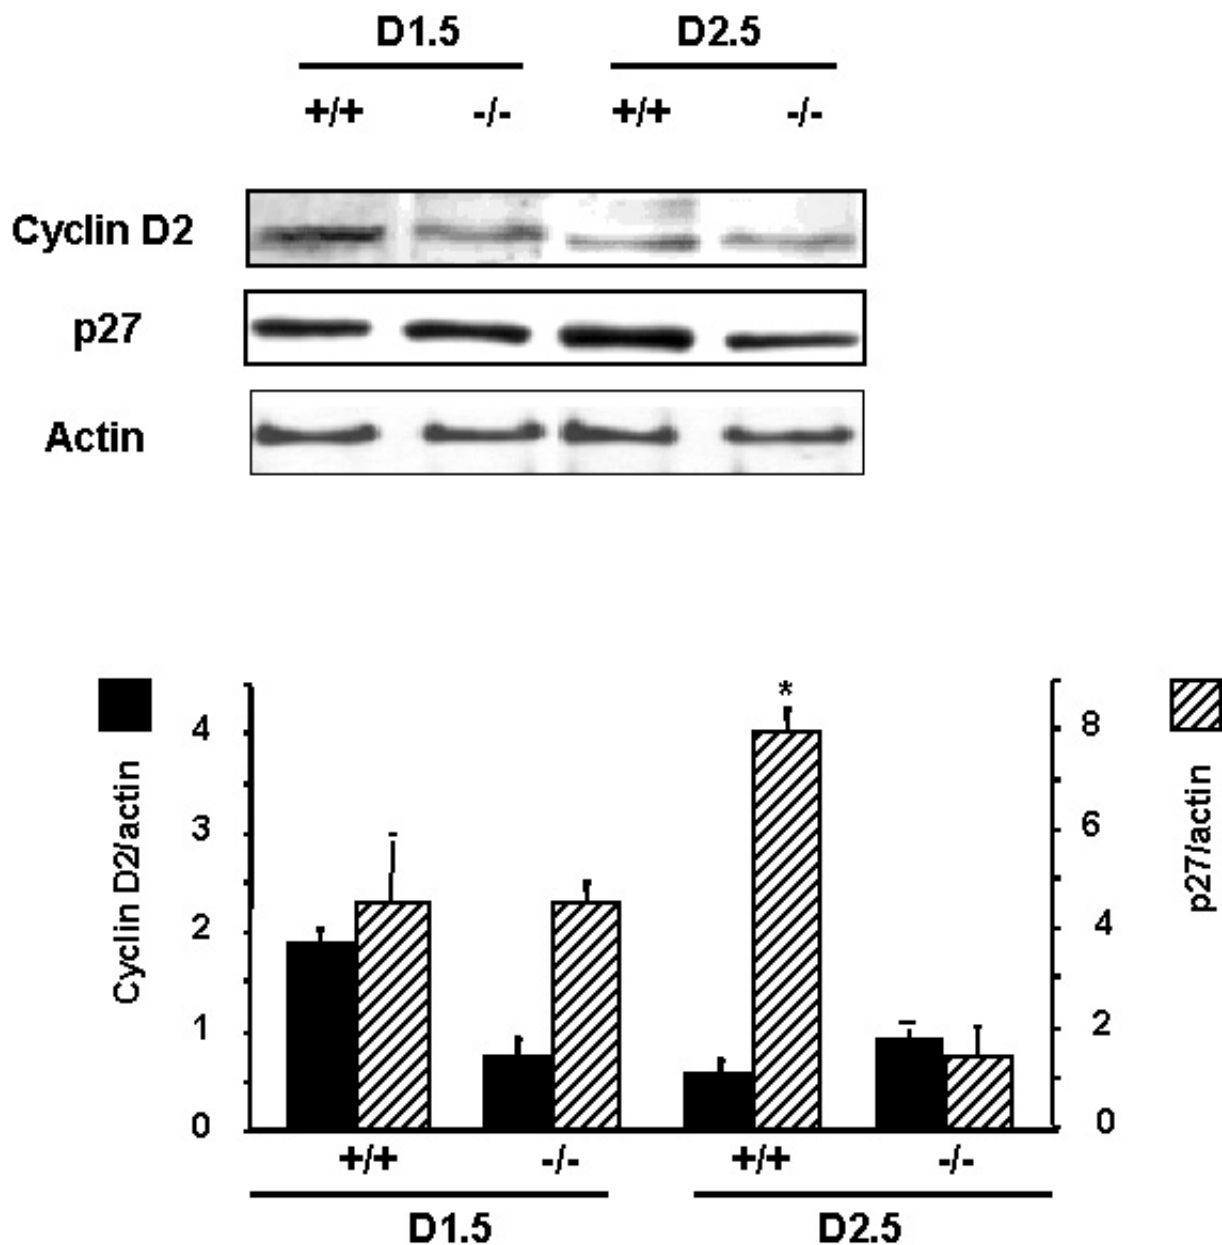 D1.5 D2.5
+/+ -/- +/+ -/-
Cyclin D2
p27
Actin
*
4 8
3 6
2 4
1 2
0 0
Cyclin D2/actin
p27/actin
+/+ -/- +/+ -/-
D1.5 D2.5